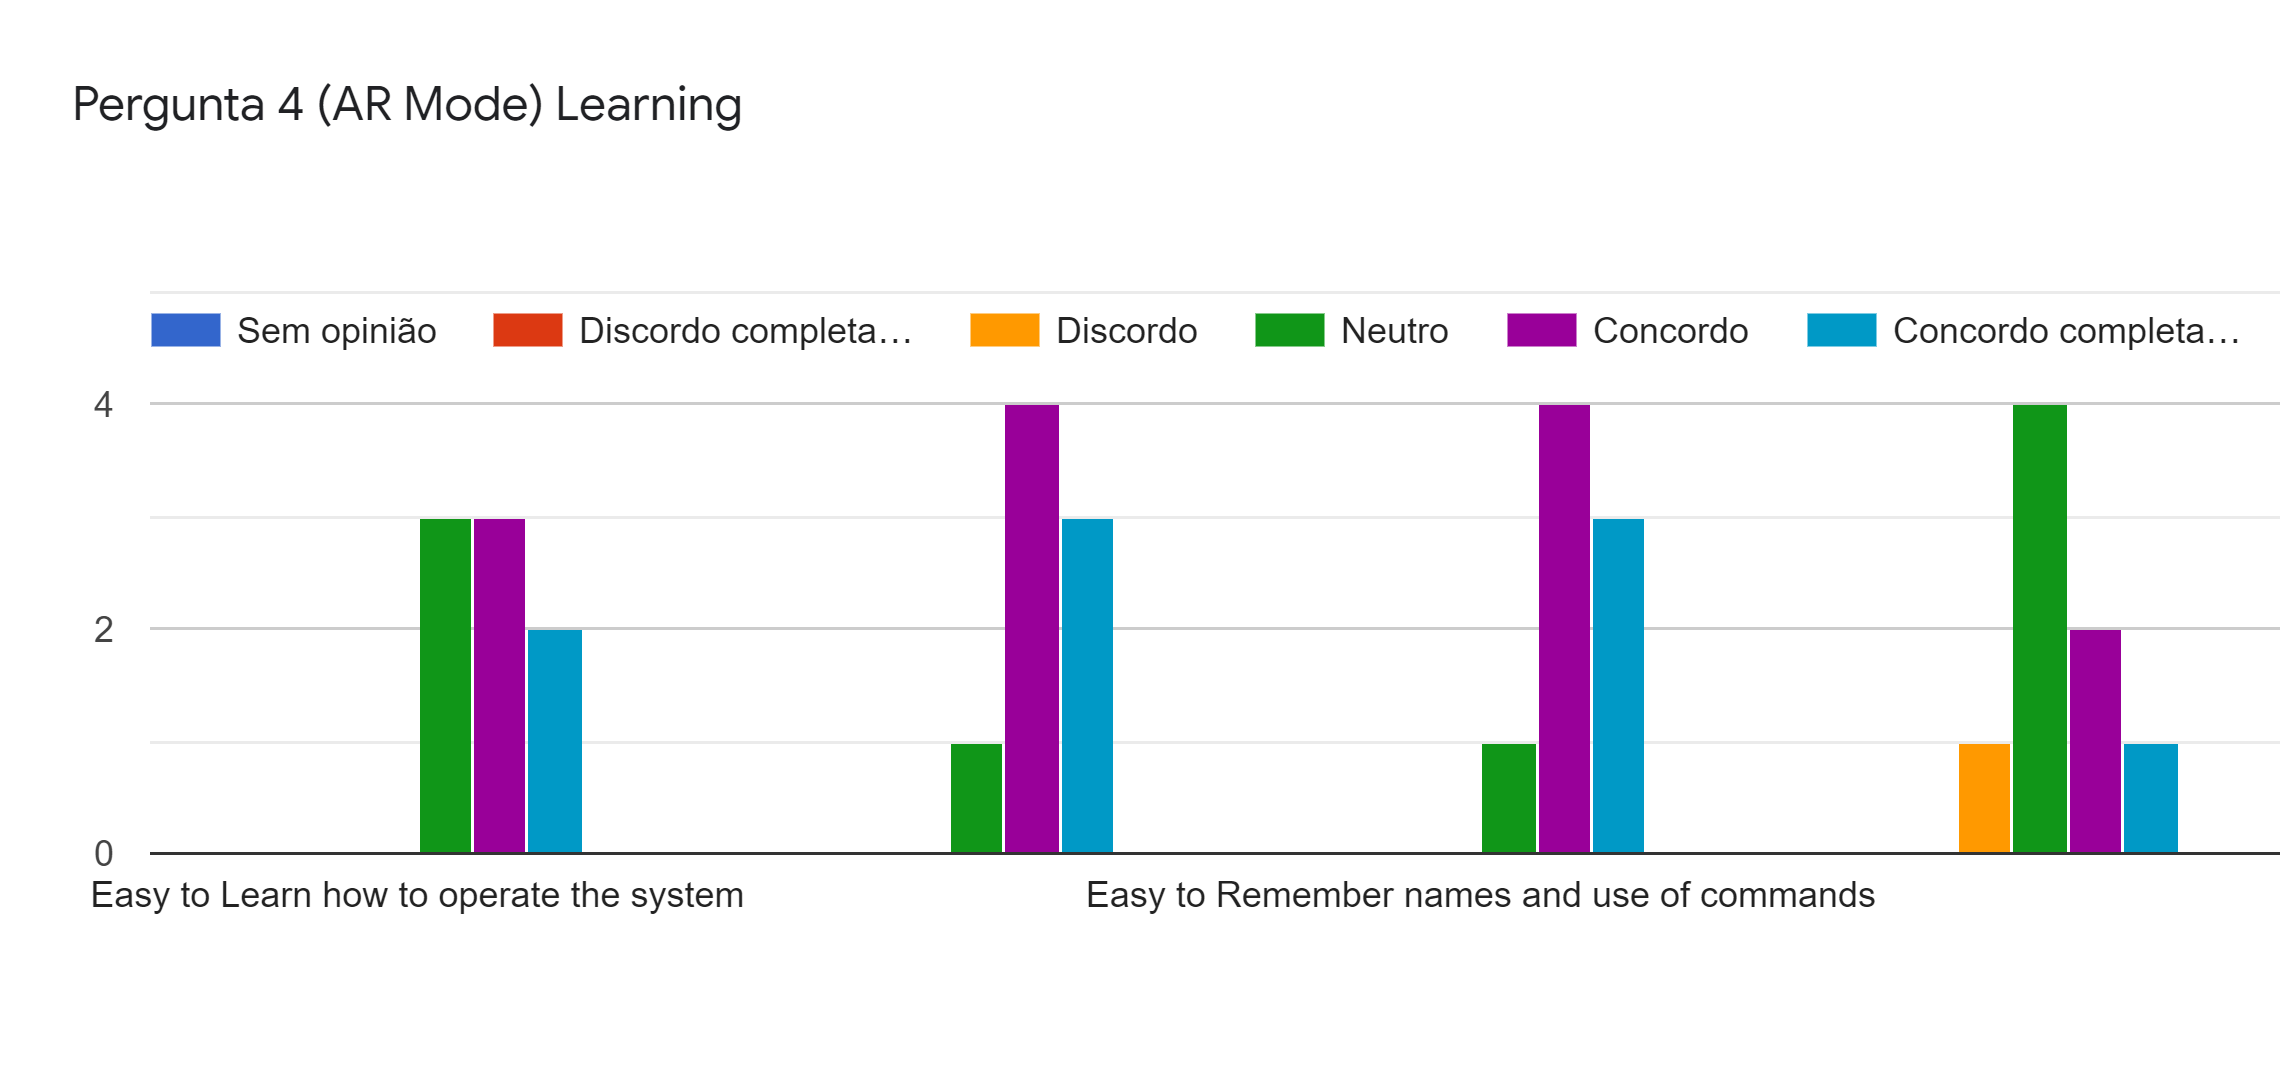 Pergunta 4 (AR Mode) Learning
Sem opinião Discordo completa… Discordo Neutro Concordo Concordo completa…
4
2
0
Easy to Learn how to operate the system Easy to Remember names and use of commands